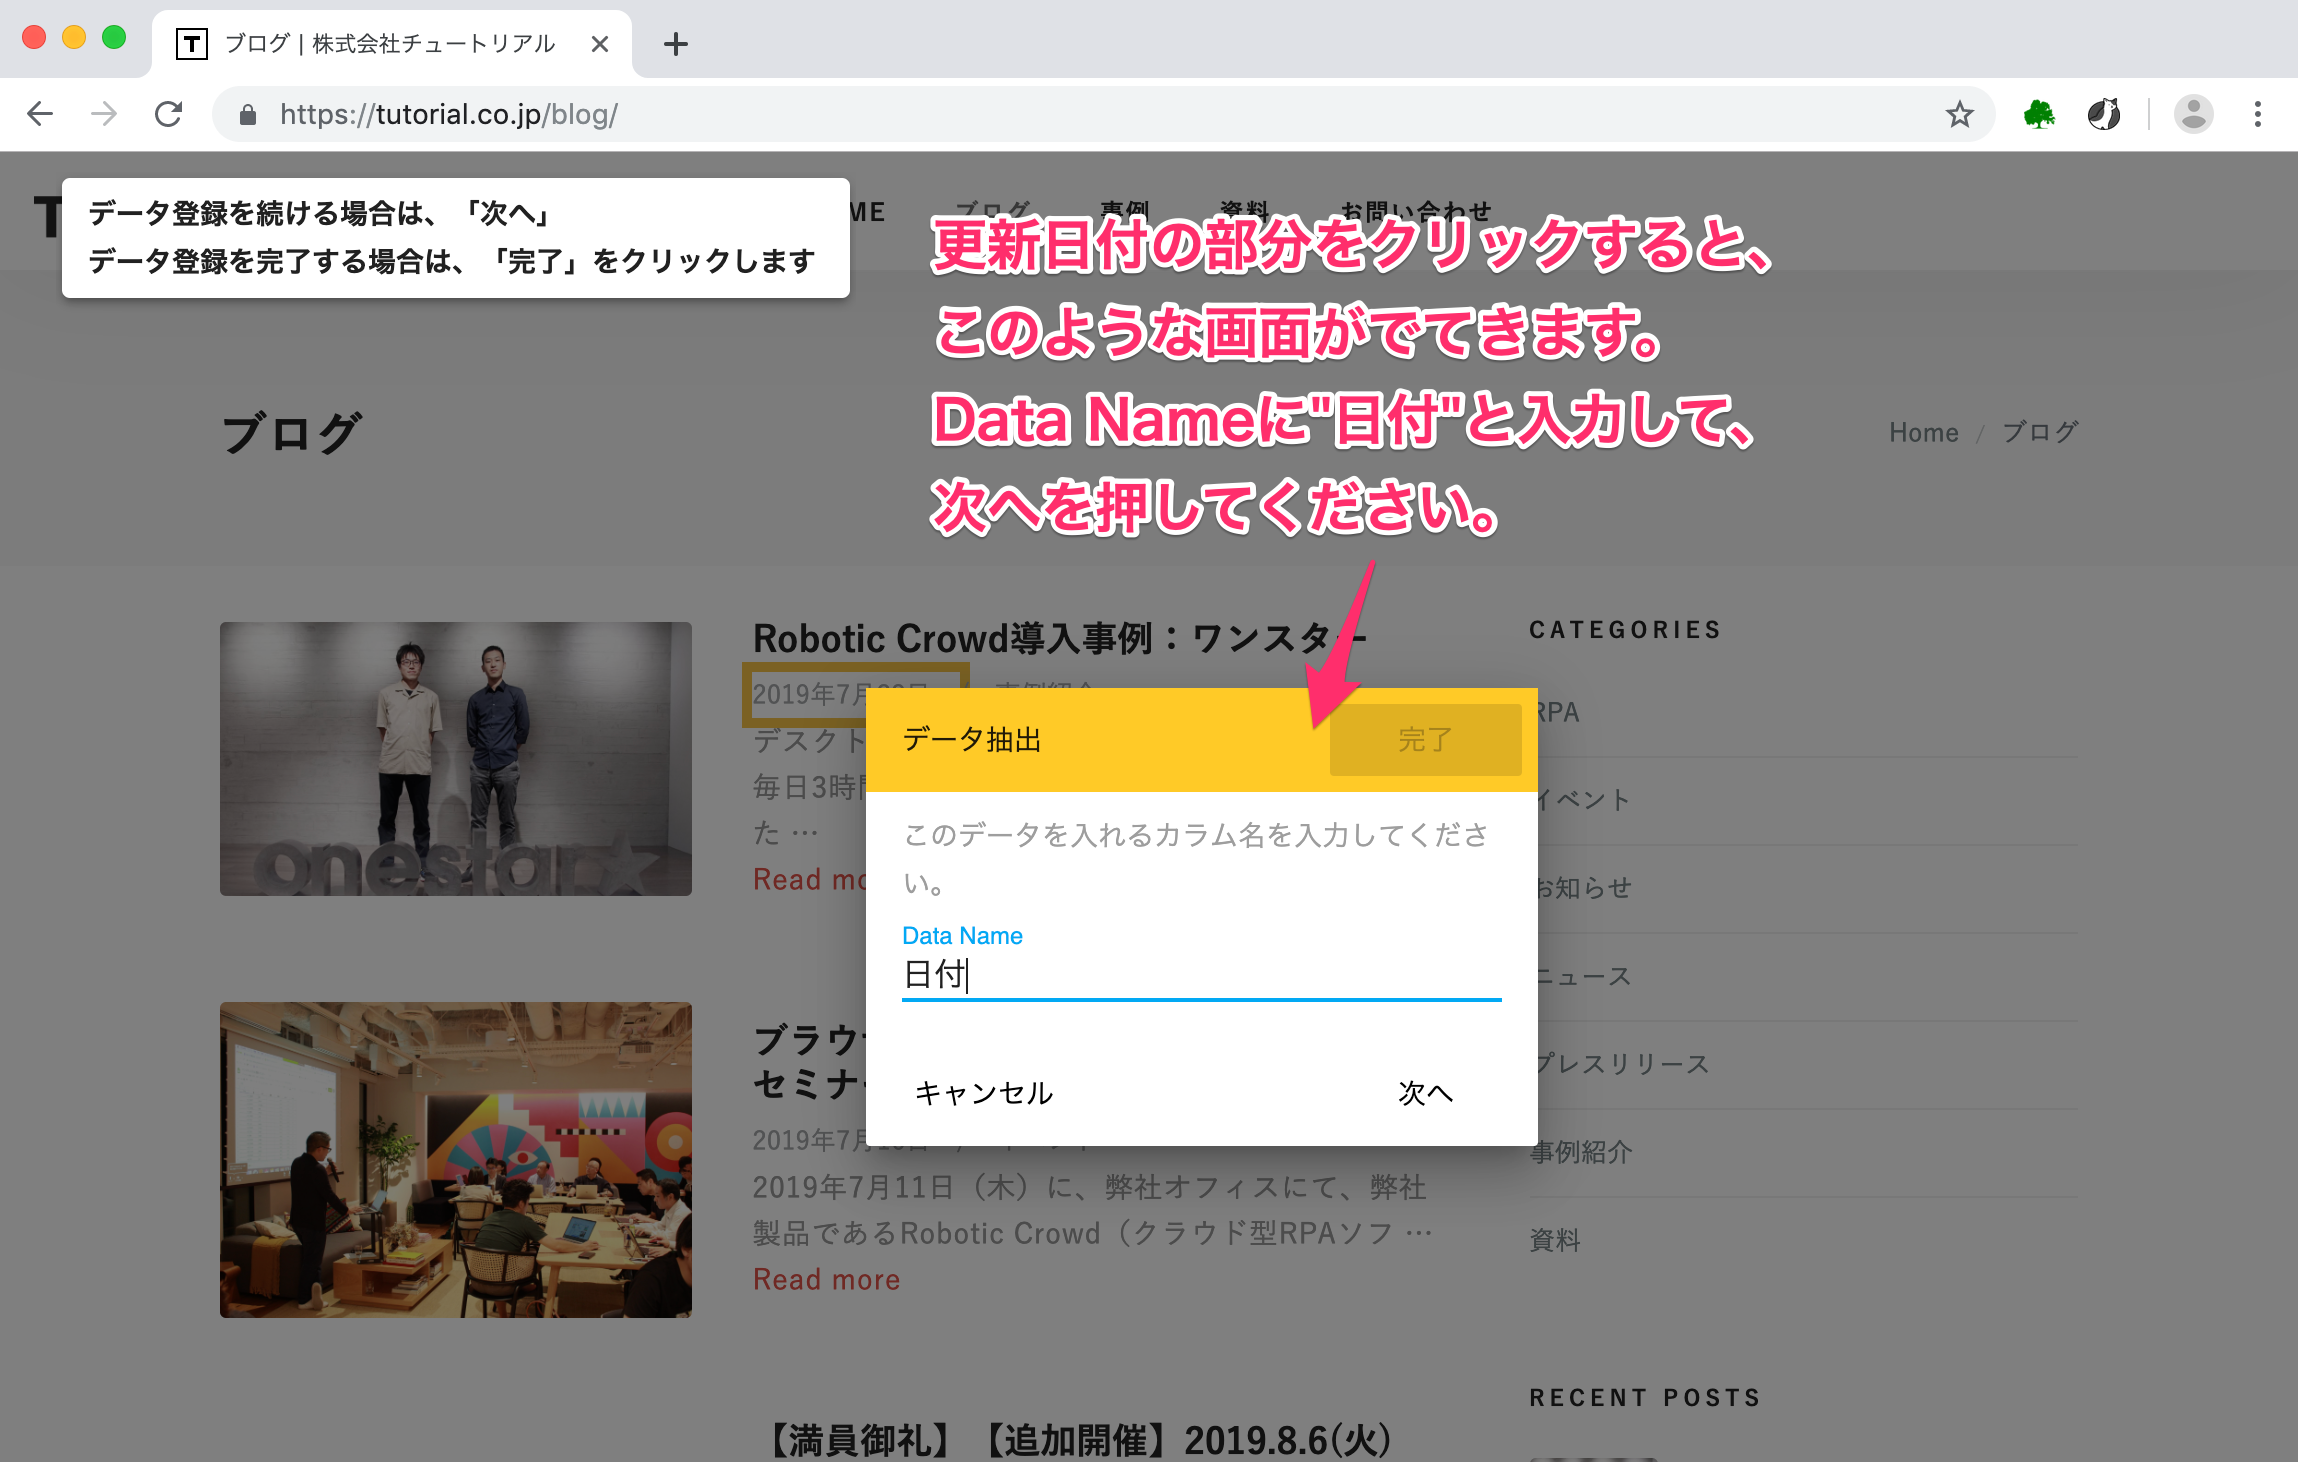 ブログ | 株式会社チュートリアル
https://tutorial.co.jp/blog/
データ登録を続ける場合は、「次へ」
データ登録を完了する場合は、「完了」をクリックします
T
ME ブログ 事例 資料 お問い合わせ
更新日付の部分をクリックすると、
このような画面がでてきます。
Data Nameに"日付"と入力して、
次へを押してください。
ブログ
Home / ブログ
Robotic Crowd導入事例：ワンスター
2019年7月 事例紹介
デスクト
毎日3時間
た …
Read mo
onestar★
データ抽出
完了
このデータを入れるカラム名を入力してくださ
い。
Data Name
日付
キャンセル
次へ
ブラウ
セミナー
2019年7月
2019年7月11日（木）に、弊社オフィスにて、弊社
製品であるRobotic Crowd（クラウド型RPAソフ …
Read more
【満員御礼】【追加開催】2019.8.6(火)
CATEGORIES
RPA
イベント
お知らせ
ニュース
プレスリリース
事例紹介
資料
RECENT POSTS